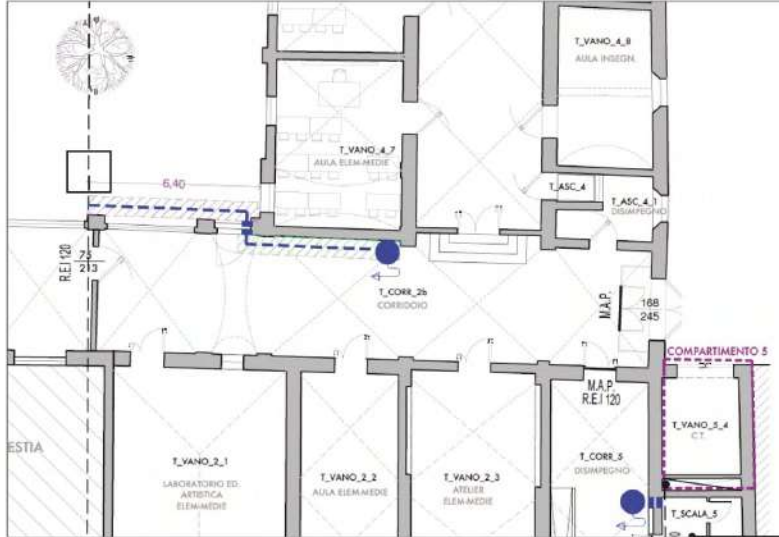 T_VANO_4_8
AULA INSEGN.
T_VANO_4_7
AULA ELEM-MEDIE
6,40
T_ASC_4
T_ASC_4_1
DISIMPEGNO
R.E.I 120
75
213
T_CORR_2b
CORRIDOIO
M.A.P.
168
245
COMPARTIMENTO 5
M.A.P.
R.E.I 120
T_VANO_5_4
C.T.
ESTIA
T_VANO_2_1
LABORATORIO ED.
ARTISTICA
ELEM-MEDIE
T_VANO_2_2
AULA ELEM-MEDIE
T_VANO_2_3
ATELIER
ELEM-MEDIE
T_CORR_5
DISIMPEGNO
T_SCALA_5